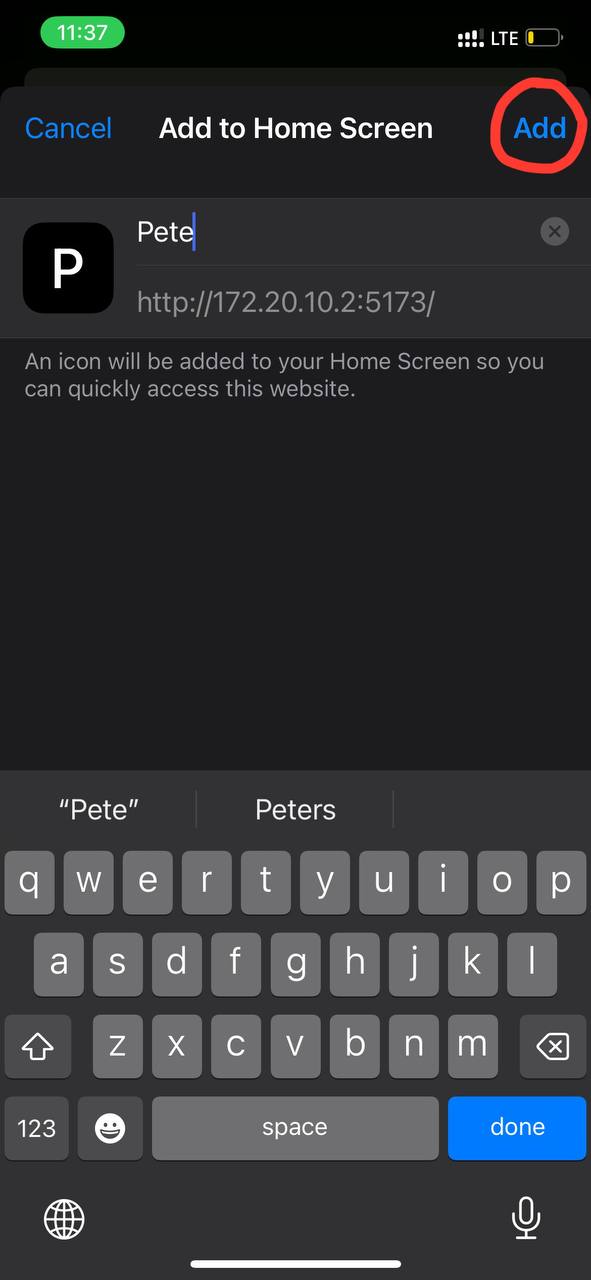 11:37 LTE
Cancel Add to Home Screen Add
P Pete
http://172.20.10.2:5173/
An icon will be added to your Home Screen so you
can quickly access this website.
“Pete” Peters
q w e r t y u i o p
a s d f g h j k l
z x c v b n m
123 space done